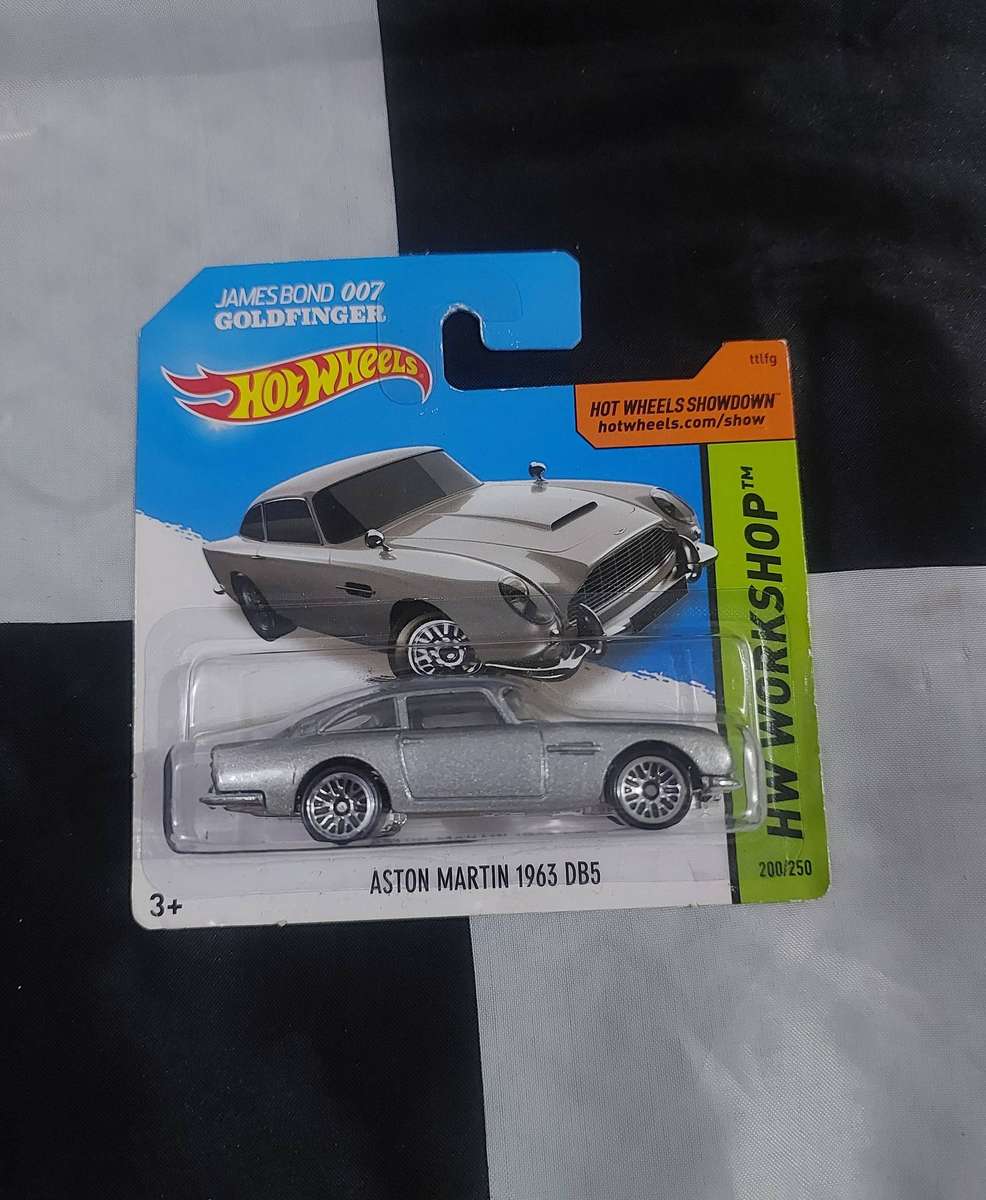 JAMES BOND 007
GOLDFINGER
HOT WHEELS
ttlfg
HOT WHEELS SHOWDOWN™
hotwheels.com/show
HW WORKSHOP™
200/250
ASTON MARTIN 1963 DB5
3+